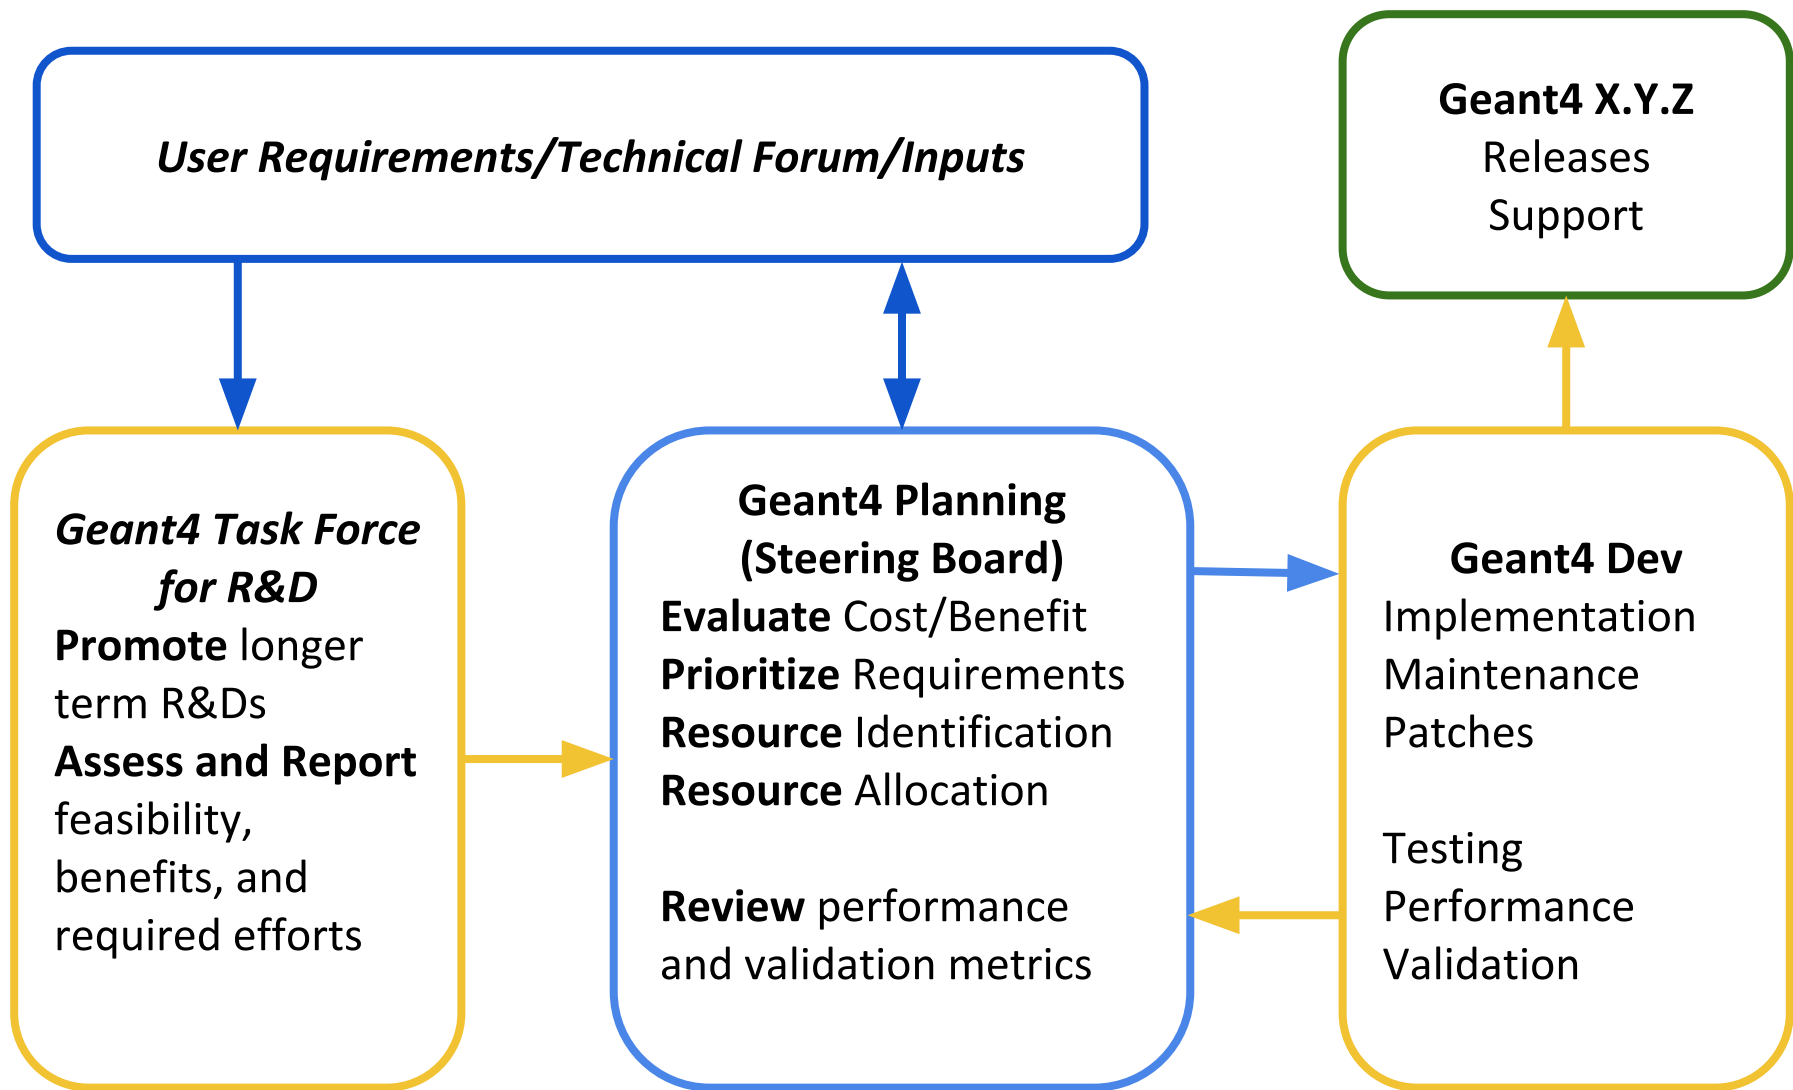 User Requirements/Technical Forum/Inputs
Geant4 X.Y.Z
Releases
Support
Geant4 Task Force
for R&D
Promote longer
term R&Ds
Assess and Report
feasibility,
benefits, and
required efforts
Geant4 Planning
(Steering Board)
Evaluate Cost/Benefit
Prioritize Requirements
Resource Identification
Resource Allocation
Review performance
and validation metrics
Geant4 Dev
Implementation
Maintenance
Patches
Testing
Performance
Validation